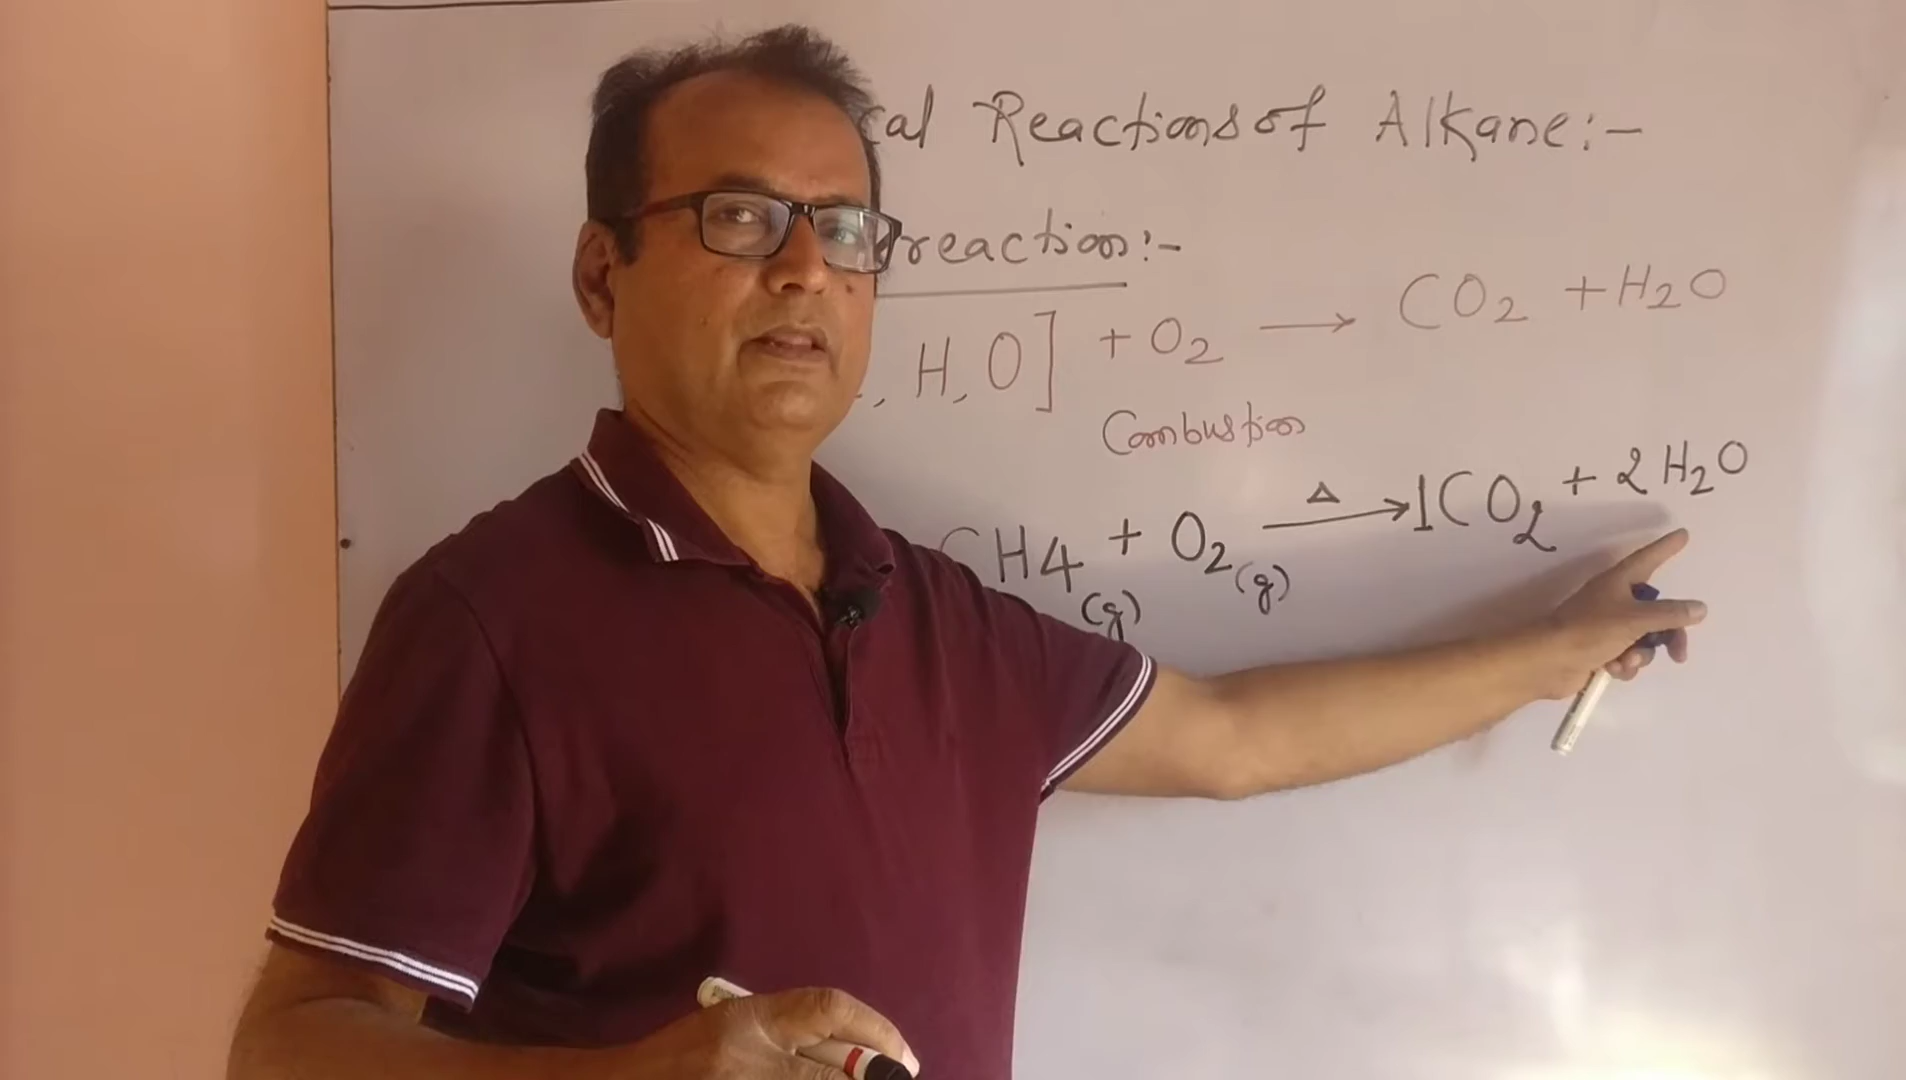 cal Reactions of Alkane:-
reaction:-
, H, O] + O2 → CO2 + H2O
Combustion
CH4(g) + O2(g) Δ→ 1CO2 + 2H2O